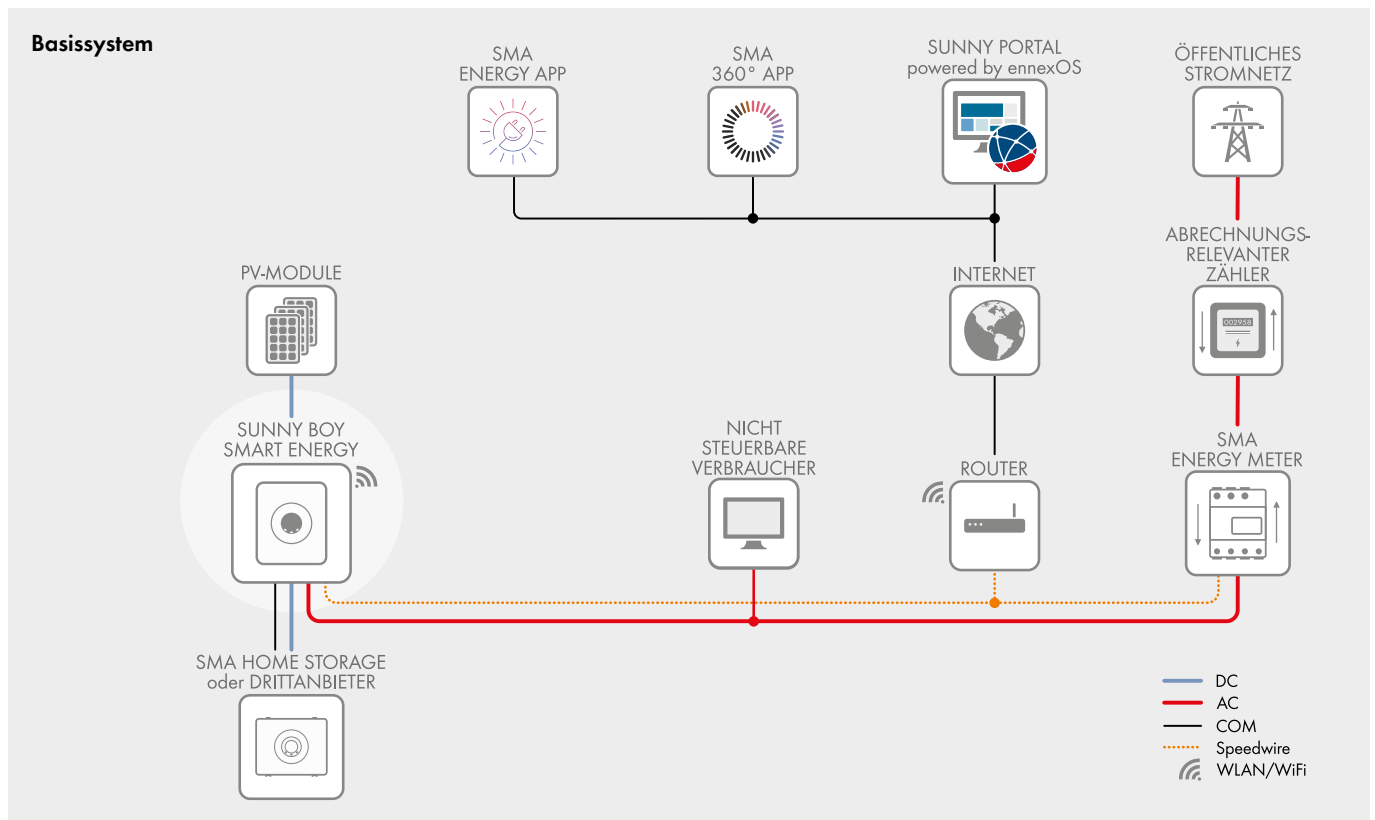 Basissystem
SMA
ENERGY APP
SMA
360° APP
SUNNY PORTAL
powered by ennexOS
ÖFFENTLICHES
STROMNETZ
ABRECHNUNGS-
RELEVANTER
ZÄHLER
002958
PV-MODULE
INTERNET
SUNNY BOY
SMART ENERGY
NICHT
STEUERBARE
VERBRAUCHER
ROUTER
SMA
ENERGY METER
SMA HOME STORAGE
oder DRITTANBIETER
DC
AC
COM
Speedwire
WLAN/WiFi